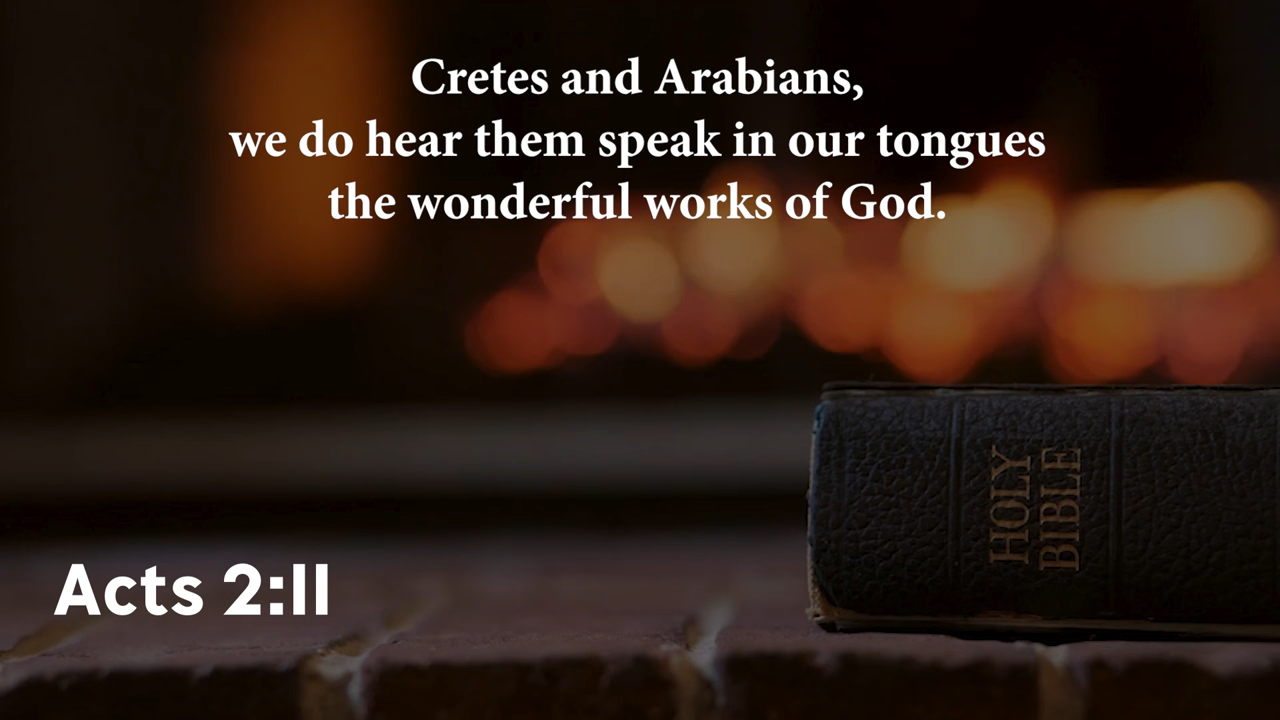 Cretes and Arabians,
we do hear them speak in our tongues
the wonderful works of God.
HOLY
BIBLE
Acts 2:11